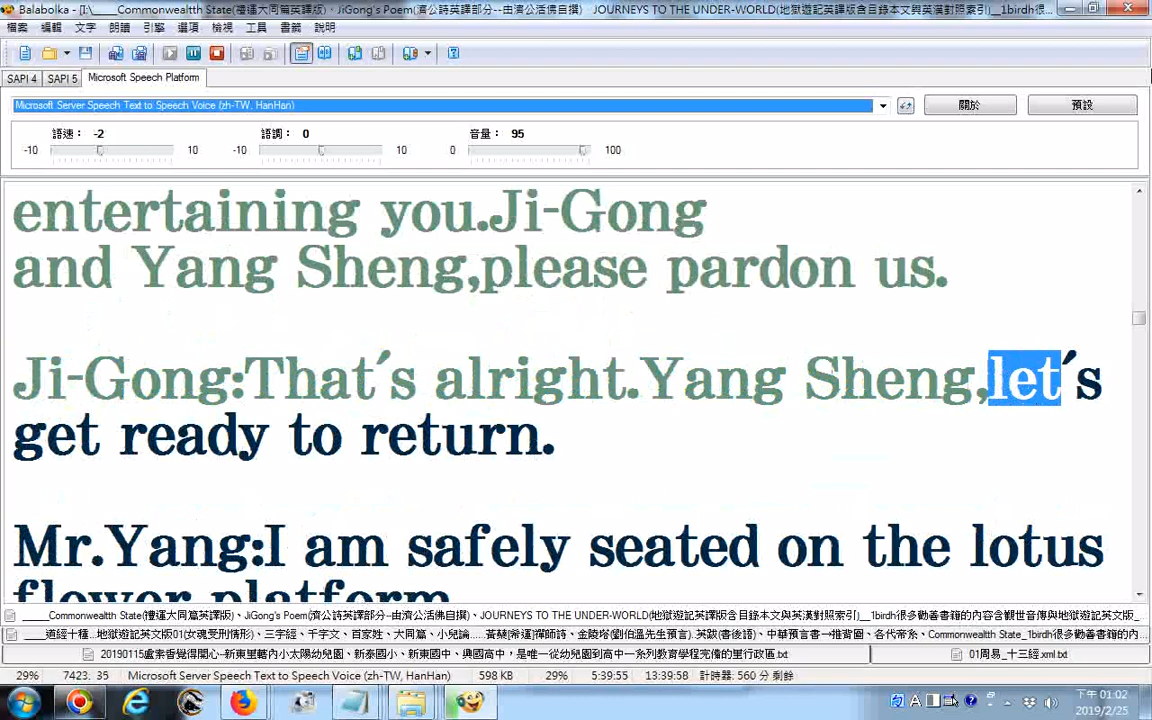 Balabolka - [I:\_____Commonwealtth State(禮運大同篇英譯版)、JiGong's Poem(濟公詩英譯部分--由濟公活佛自撰) JOURNEYS TO THE UNDER-WORLD(地獄遊記英譯版含目錄本文與英漢對照索引)__1birdh很...
檔案 編輯 文字 朗讀 引擎 選項 檢視 工具 書籤 說明
SAPI 4 SAPI 5 Microsoft Speech Platform
Microsoft Server Speech Text to Speech Voice (zh-TW, HanHan) 關於 預設
語速： -2 語調： 0 音量： 95
-10 10 -10 10 0 100
entertaining you.Ji-Gong
and Yang Sheng,please pardon us.
Ji-Gong:That´s alright.Yang Sheng,let´s
get ready to return.
Mr.Yang:I am safely seated on the lotus
flower platform
_____Commonwealtth State(禮運大同篇英譯版)、JiGong's Poem(濟公詩英譯部分--由濟公活佛自撰)、JOURNEYS TO THE UNDER-WORLD(地獄遊記英譯版含目錄本文與英漢對照索引)__1birdh很多勸善書籍的內容含觀世音傳與地獄遊記英文版_...
道經十種...地獄遊記英文版01(女魂受刑情形)、三字經、千字文、百家姓、大同篇、小兒論......黃蘗[希運]禪師詩、金陵塔(劉伯溫先生預言).英跋(書後語)、中華預言書一推背圖、各代帝系、Commonwealtth State_1birdh很多勸善書籍的內...
20190115盧素香覺得開心--新東里轄內小太陽幼兒園、新泰國小、新東國中、興國高中，是唯一從幼兒園到高中一系列教育學程完備的里行政區.txt 01周易_十三經.xml.txt
29% 7423: 35 Microsoft Server Speech Text to Speech Voice (zh-TW, HanHan) 598 KB 29% 5:39:55 13:39:58 計時器: 560 分 剩餘
下午 01:02
2019/2/25